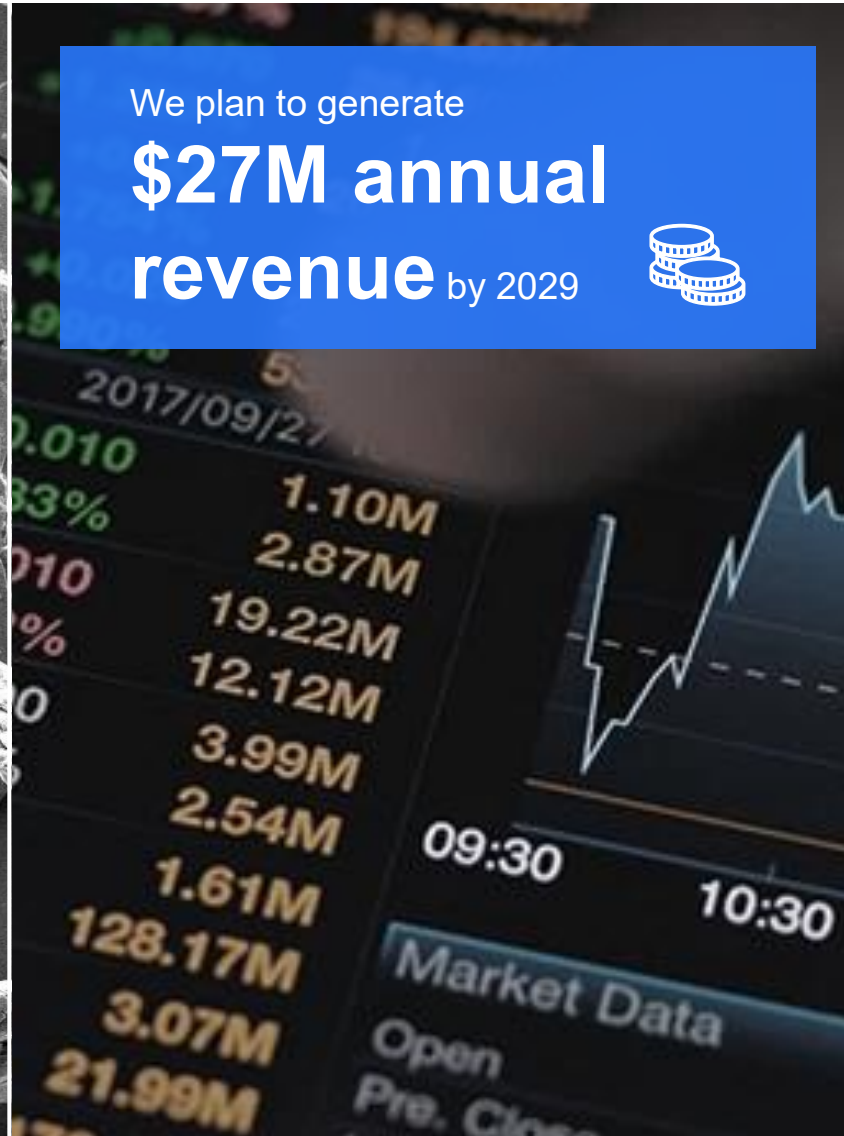 We plan to generate
$27M annual
revenue by 2029
2017/09/27
0.010
1.10M
33%
2.87M
010
19.22M
%
12.12M
3.99M
2.54M
1.61M
128.17M
3.07M
21.99M
09:30
10:30
Market Data
Open
Pre. Close